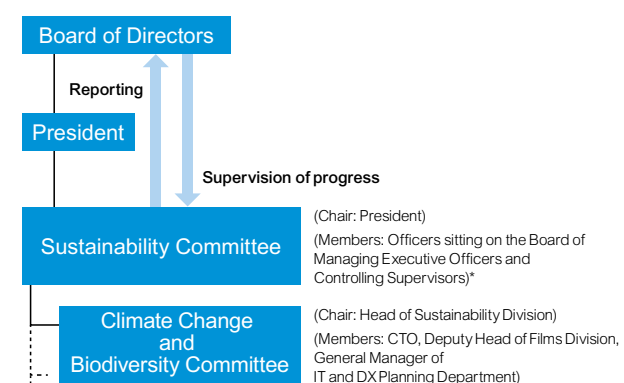 Board of Directors
Reporting
President
Supervision of progress
Sustainability Committee
(Chair: President)
(Members: Officers sitting on the Board of
Managing Executive Officers and
Controlling Supervisors)*
Climate Change
and
Biodiversity Committee
(Chair: Head of Sustainability Division)
(Members: CTO, Deputy Head of Films Division,
General Manager of
IT and DX Planning Department)